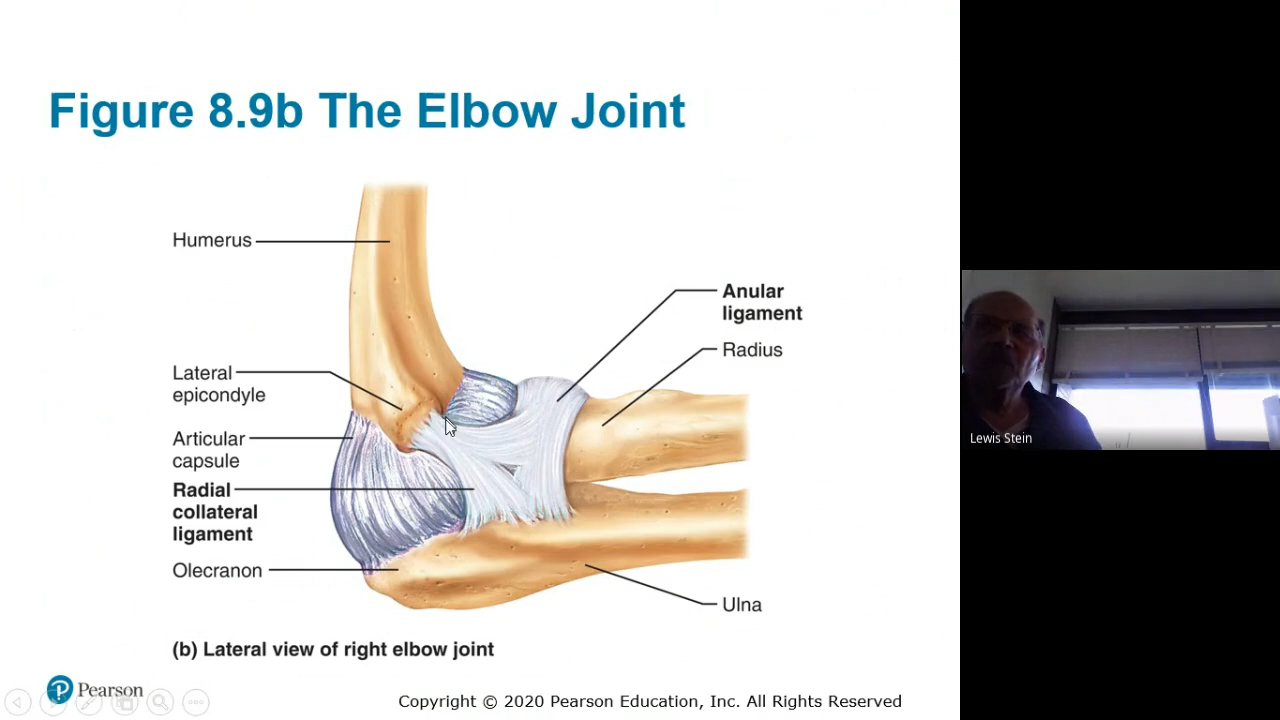 Figure 8.9b The Elbow Joint
Humerus
Anular
ligament
Radius
Lateral
epicondyle
Articular
capsule
Radial
collateral
ligament
Olecranon
Ulna
(b) Lateral view of right elbow joint
Pearson
Copyright © 2020 Pearson Education, Inc. All Rights Reserved
Lewis Stein